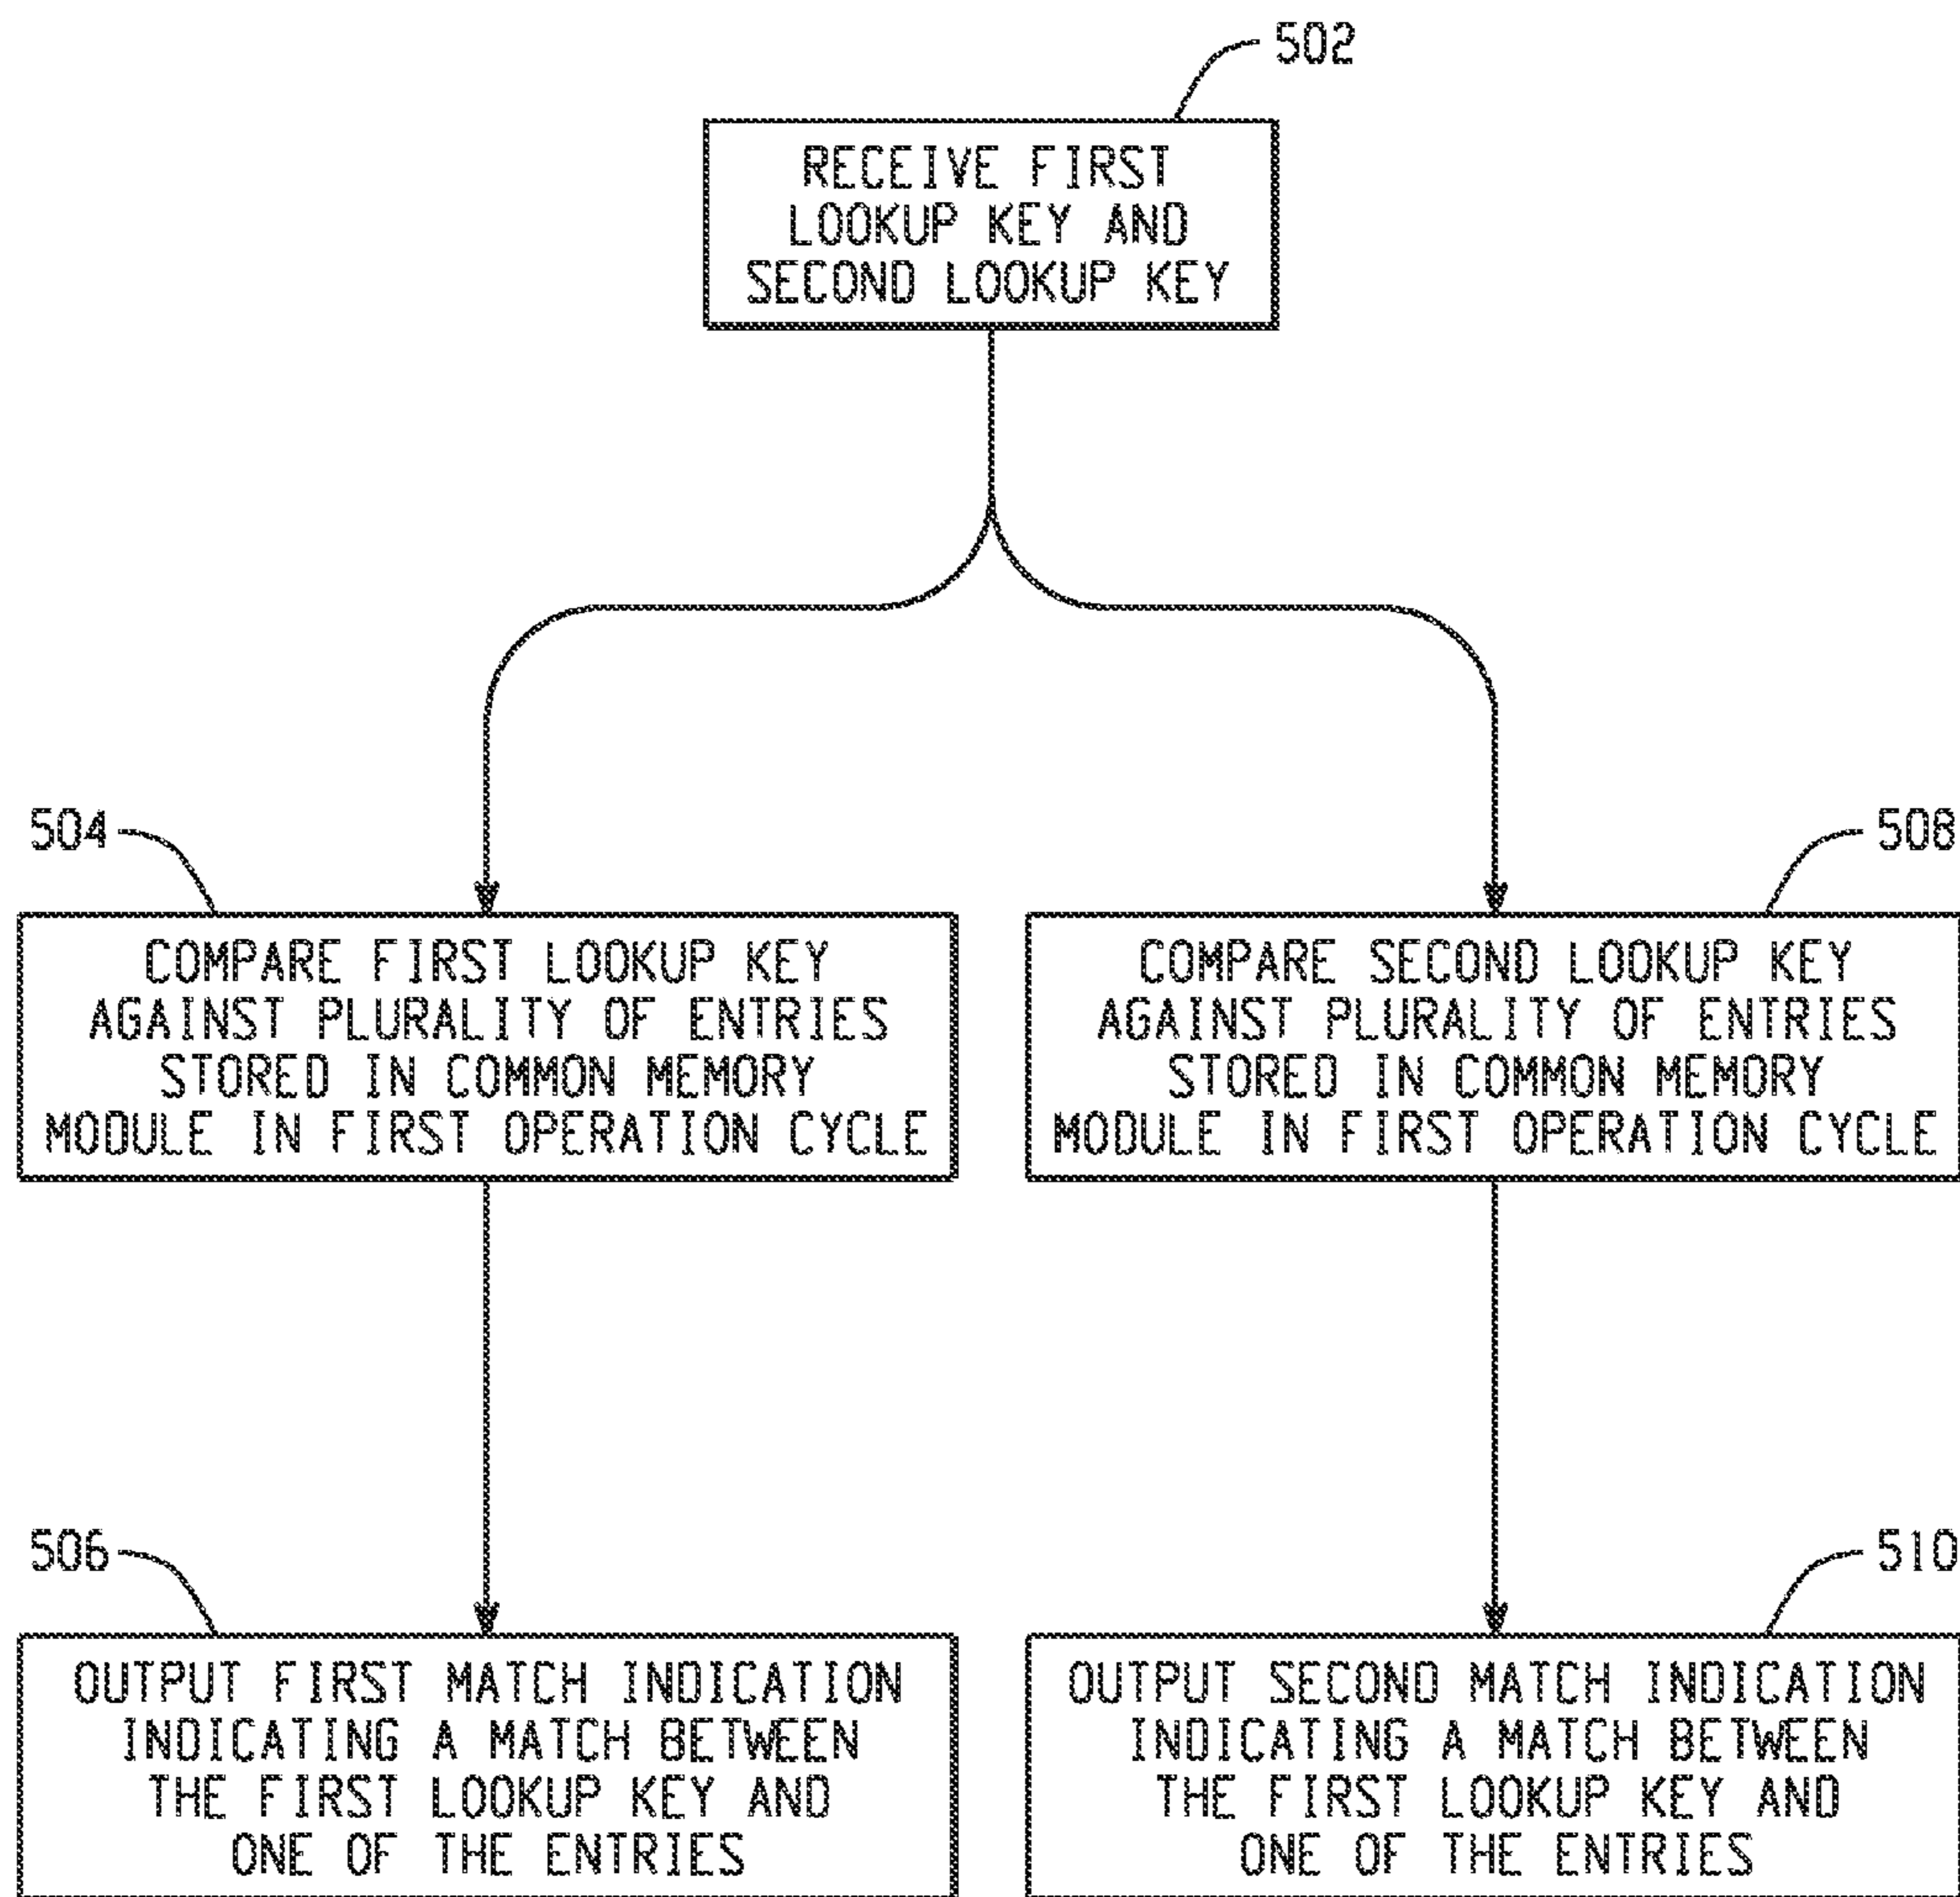 502
RECEIVE FIRST
LOOKUP KEY AND
SECOND LOOKUP KEY
504
COMPARE FIRST LOOKUP KEY
AGAINST PLURALITY OF ENTRIES
STORED IN COMMON MEMORY
MODULE IN FIRST OPERATION CYCLE
508
COMPARE SECOND LOOKUP KEY
AGAINST PLURALITY OF ENTRIES
STORED IN COMMON MEMORY
MODULE IN FIRST OPERATION CYCLE
506
OUTPUT FIRST MATCH INDICATION
INDICATING A MATCH BETWEEN
THE FIRST LOOKUP KEY AND
ONE OF THE ENTRIES
510
OUTPUT SECOND MATCH INDICATION
INDICATING A MATCH BETWEEN
THE FIRST LOOKUP KEY AND
ONE OF THE ENTRIES